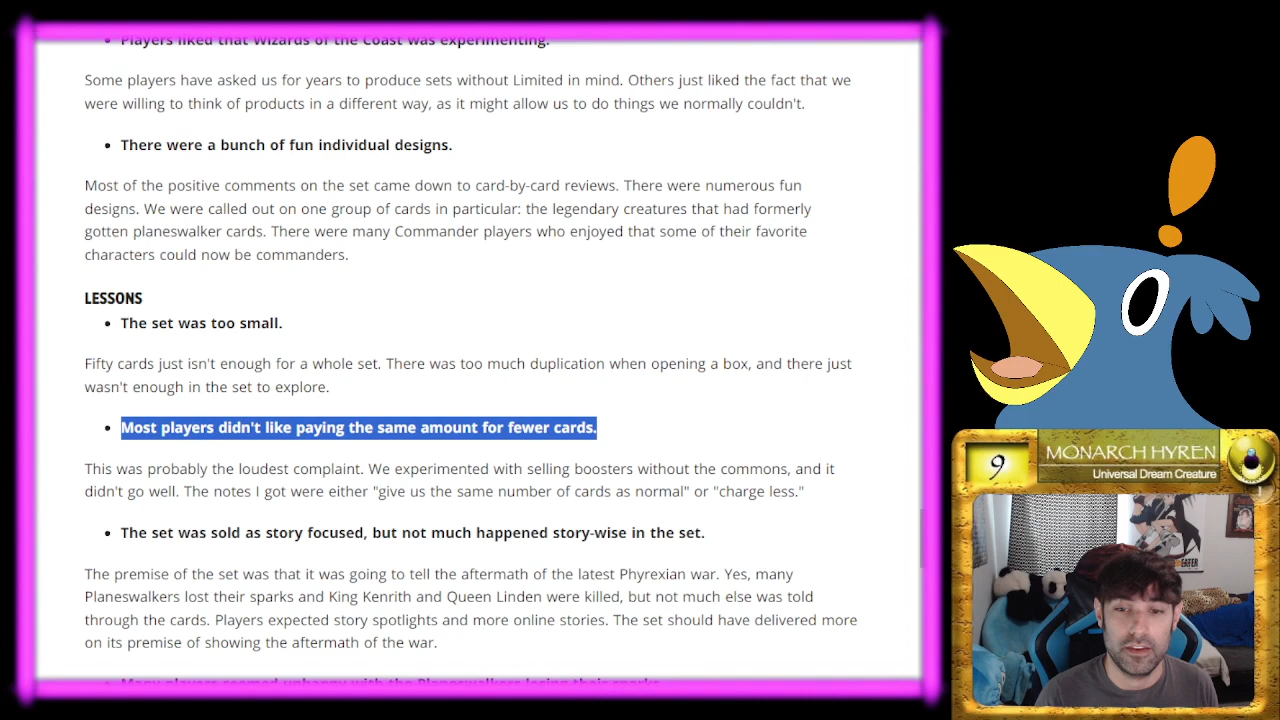 • Players liked that Wizards of the Coast was experimenting.
Some players have asked us for years to produce sets without Limited in mind. Others just liked the fact that we
were willing to think of products in a different way, as it might allow us to do things we normally couldn't.
• There were a bunch of fun individual designs.
Most of the positive comments on the set came down to card-by-card reviews. There were numerous fun
designs. We were called out on one group of cards in particular: the legendary creatures that had formerly
gotten planeswalker cards. There were many Commander players who enjoyed that some of their favorite
characters could now be commanders.
LESSONS
• The set was too small.
Fifty cards just isn't enough for a whole set. There was too much duplication when opening a box, and there just
wasn't enough in the set to explore.
• Most players didn't like paying the same amount for fewer cards.
This was probably the loudest complaint. We experimented with selling boosters without the commons, and it
didn't go well. The notes I got were either "give us the same number of cards as normal" or "charge less."
• The set was sold as story focused, but not much happened story-wise in the set.
The premise of the set was that it was going to tell the aftermath of the latest Phyrexian war. Yes, many
Planeswalkers lost their sparks and King Kenrith and Queen Linden were killed, but not much else was told
through the cards. Players expected story spotlights and more online stories. The set should have delivered more
on its premise of showing the aftermath of the war.
• Many players seemed unhappy with the Planeswalkers losing their sparks.
9
MONARCH HYREN
Universal Dream Creature